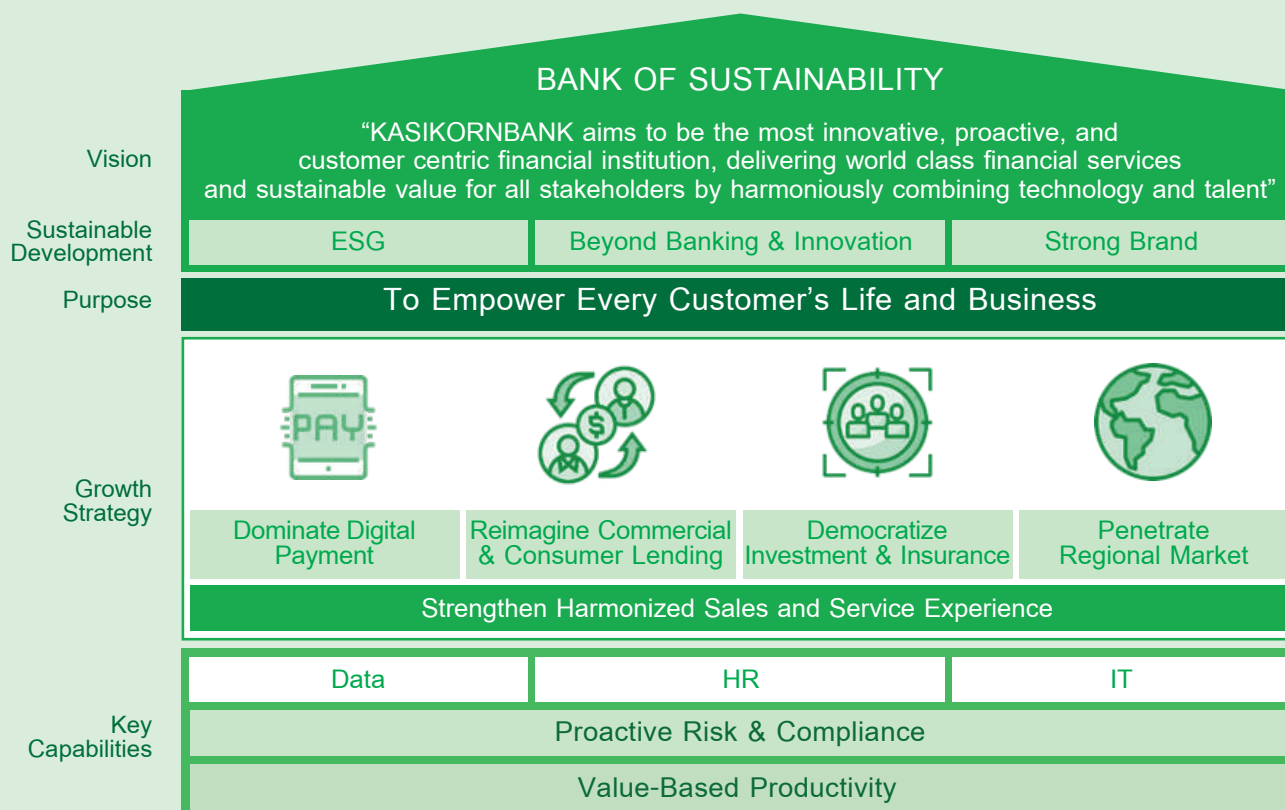 BANK OF SUSTAINABILITY
Vision
“KASIKORNBANK aims to be the most innovative, proactive, and
customer centric financial institution, delivering world class financial services
and sustainable value for all stakeholders by harmoniously combining technology and talent”
Sustainable
Development
ESG
Beyond Banking & Innovation
Strong Brand
Purpose
To Empower Every Customer’s Life and Business
Growth
Strategy
PAY
$
Dominate Digital
Payment
Reimagine Commercial
& Consumer Lending
Democratize
Investment & Insurance
Penetrate
Regional Market
Strengthen Harmonized Sales and Service Experience
Key
Capabilities
Data
HR
IT
Proactive Risk & Compliance
Value-Based Productivity